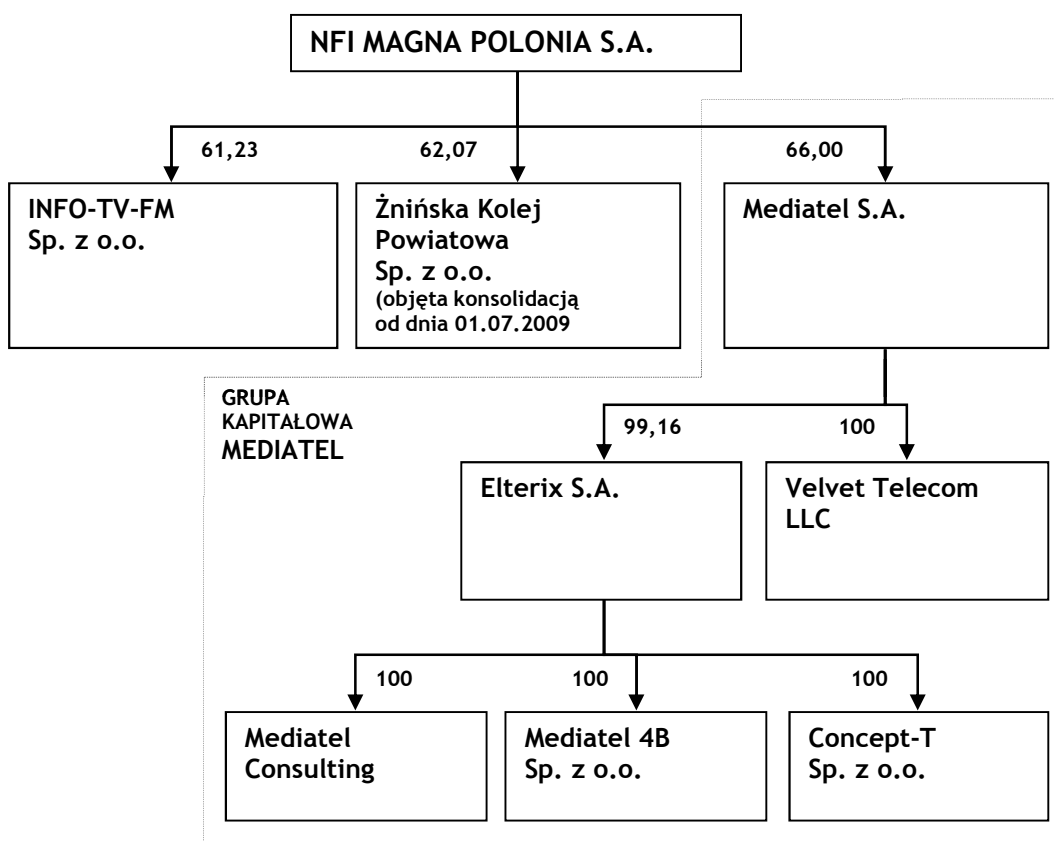 NFI MAGNA POLONIA S.A.
61,23
62,07
66,00
INFO-TV-FM
Sp. z o.o.
Żnińska Kolej
Powiatowa
Sp. z o.o.
(objęta konsolidacją
od dnia 01.07.2009
Mediatel S.A.
GRUPA
KAPITAŁOWA
MEDIATEL
99,16
100
Elterix S.A.
Velvet Telecom
LLC
100
100
100
Mediatel
Consulting
Mediatel 4B
Sp. z o.o.
Concept-T
Sp. z o.o.